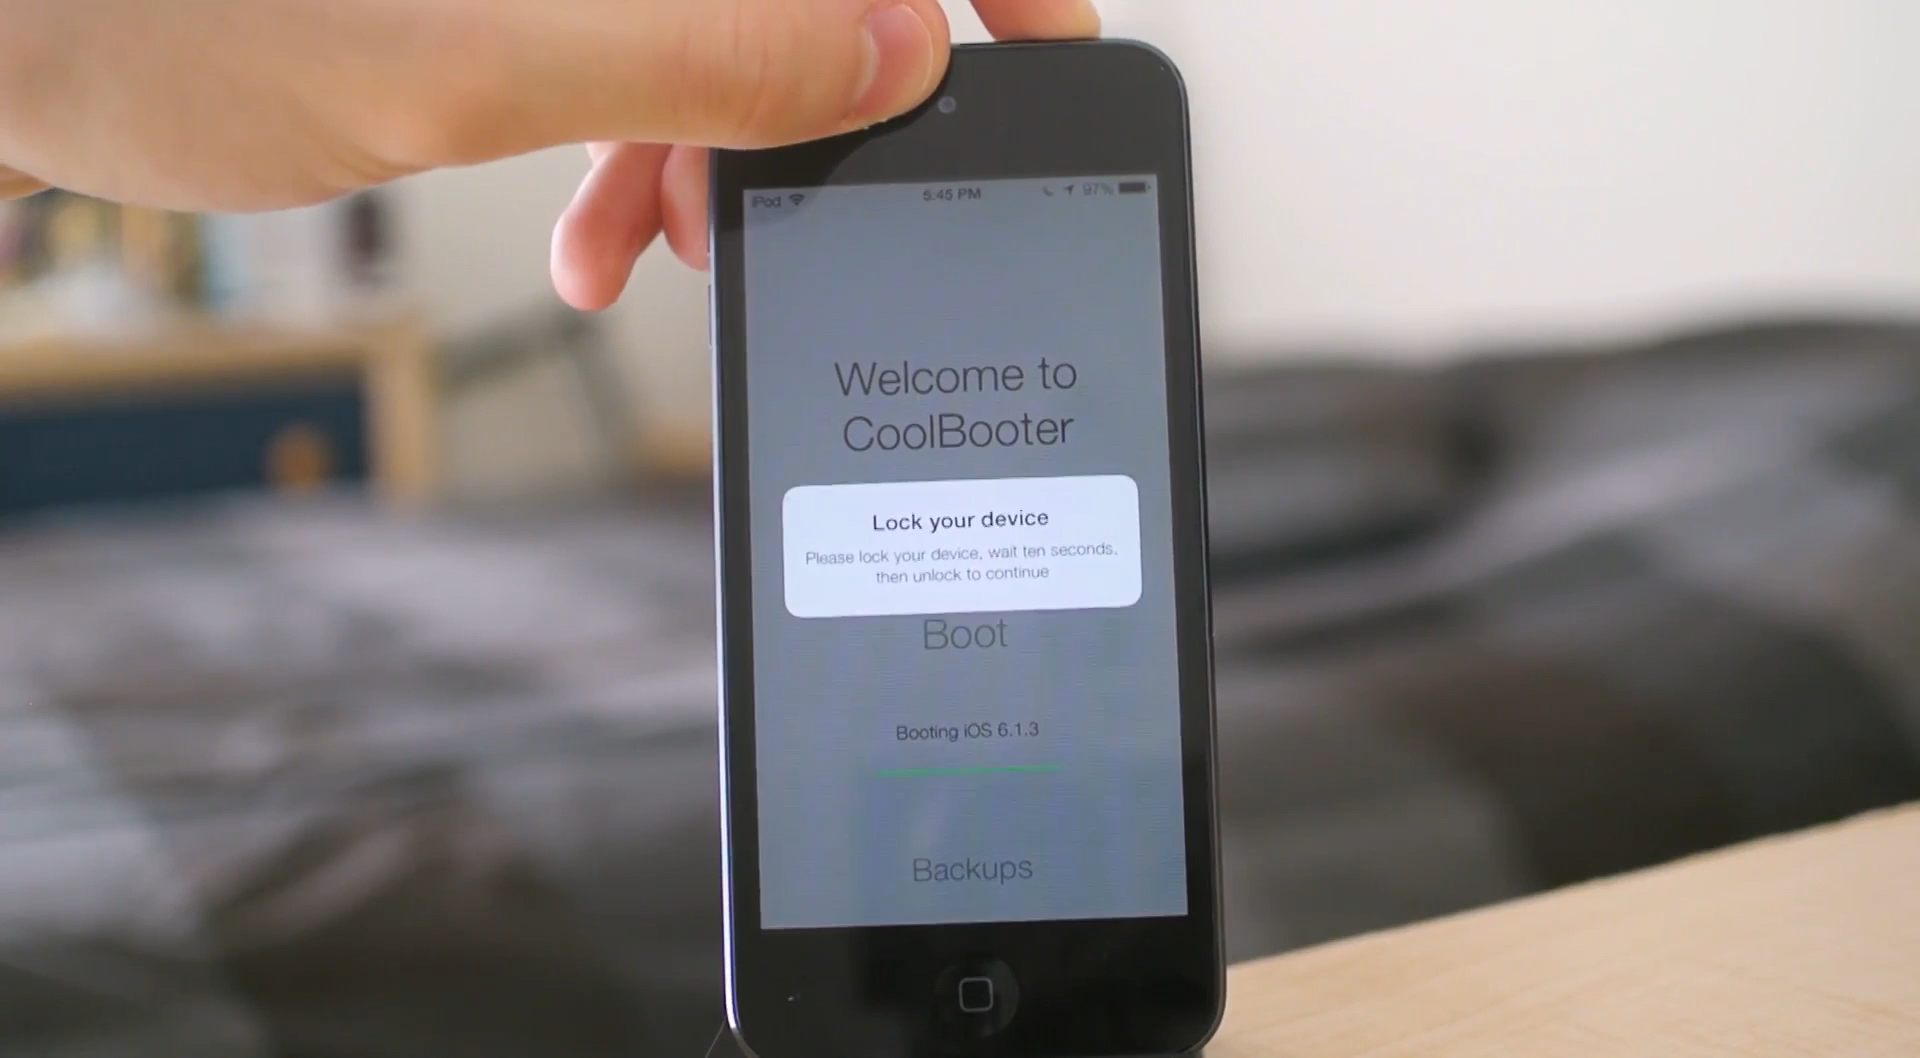 iPod 5:45 PM 97%
Welcome to
CoolBooter
Lock your device
Please lock your device, wait ten seconds,
then unlock to continue
Boot
Booting iOS 6.1.3
Backups